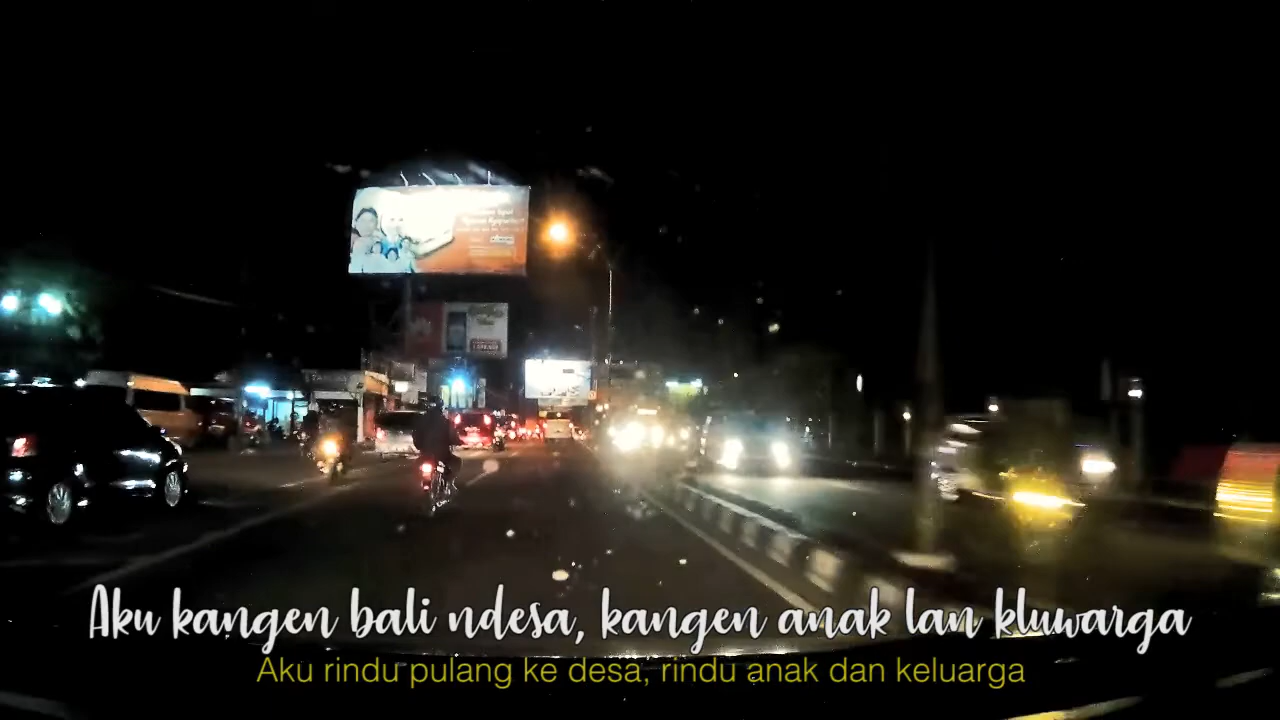 Aku kangen bali ndesa, kangen anak lan kluwarga
Aku rindu pulang ke desa, rindu anak dan keluarga